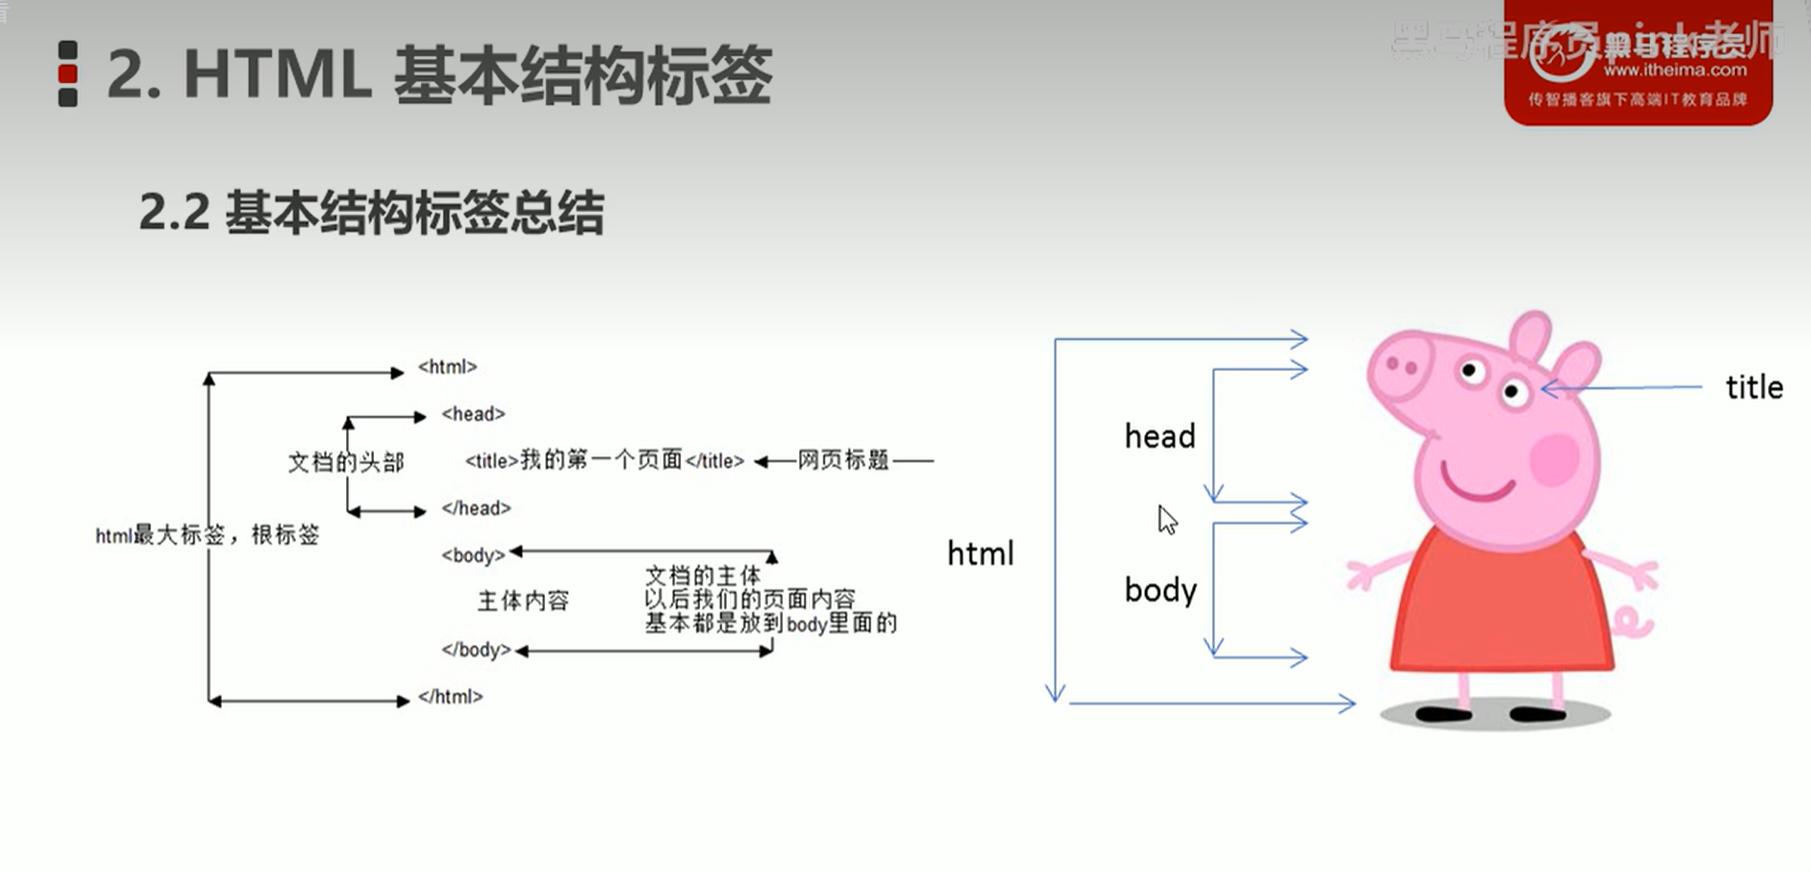 2. HTML 基本结构标签
黑马程序员pink老师
黑马程序员
www.itheima.com
传智播客旗下高端IT教育品牌
2.2 基本结构标签总结
<html>
<head>
文档的头部
<title>我的第一个页面</title>
网页标题
</head>
html最大标签，根标签
<body>
主体内容
文档的主体
以后我们的页面内容
基本都是放到body里面的
</body>
</html>
html
head
body
title